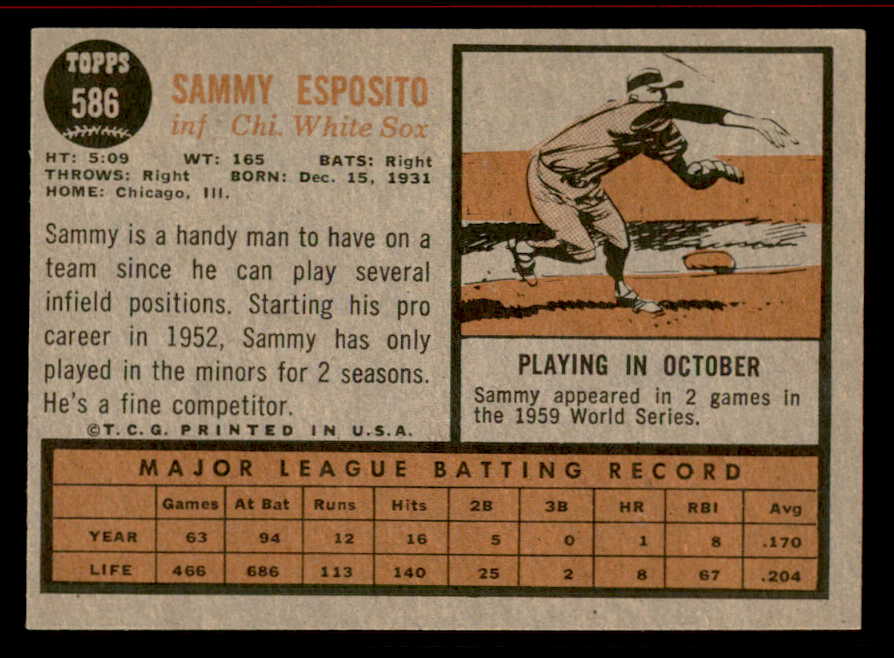 TOPPS
586
SAMMY ESPOSITO
inf Chi. White Sox
HT: 5:09 WT: 165 BATS: Right
THROWS: Right BORN: Dec. 15, 1931
HOME: Chicago, Ill.
Sammy is a handy man to have on a
team since he can play several
infield positions. Starting his pro
career in 1952, Sammy has only
played in the minors for 2 seasons.
He's a fine competitor.
©T.C.G. PRINTED IN U.S.A.
PLAYING IN OCTOBER
Sammy appeared in 2 games in
the 1959 World Series.
MAJOR LEAGUE BATTING RECORD
Games At Bat Runs Hits 2B 3B HR RBI Avg
YEAR 63 94 12 16 5 0 1 8 .170
LIFE 466 686 113 140 25 2 8 67 .204